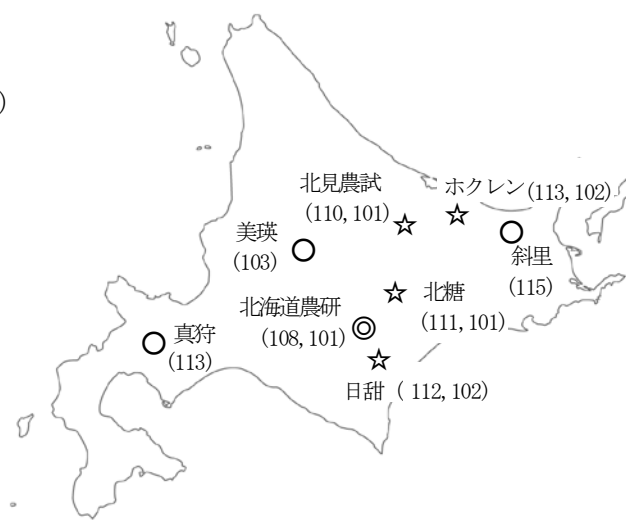 )
北見農試
(110, 101)
ホクレン(113, 102)
美瑛
(103)
斜里
(115)
北糖
(111, 101)
北海道農研
(108, 101)
真狩
(113)
日甜 ( 112, 102)